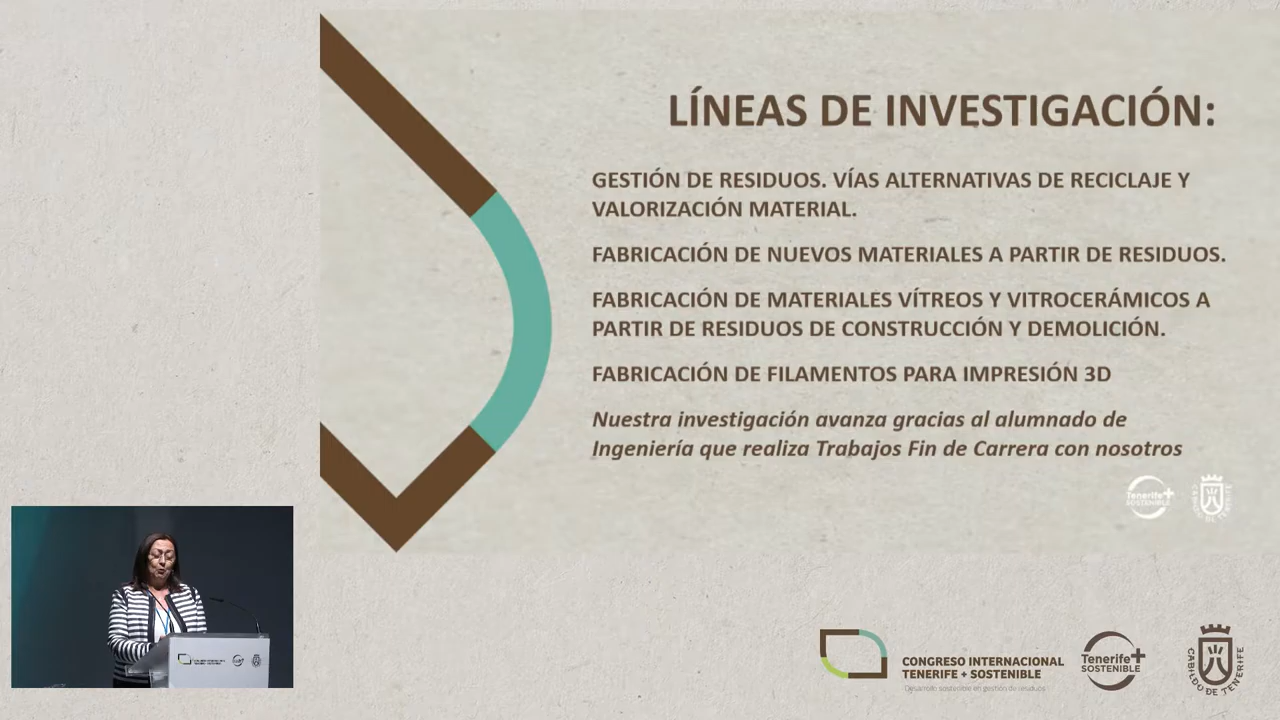 LÍNEAS DE INVESTIGACIÓN:
GESTIÓN DE RESIDUOS. VÍAS ALTERNATIVAS DE RECICLAJE Y
VALORIZACIÓN MATERIAL.
FABRICACIÓN DE NUEVOS MATERIALES A PARTIR DE RESIDUOS.
FABRICACIÓN DE MATERIALES VÍTREOS Y VITROCERÁMICOS A
PARTIR DE RESIDUOS DE CONSTRUCCIÓN Y DEMOLICIÓN.
FABRICACIÓN DE FILAMENTOS PARA IMPRESIÓN 3D
Nuestra investigación avanza gracias al alumnado de
Ingeniería que realiza Trabajos Fin de Carrera con nosotros
Tenerife+
SOSTENIBLE
CABILDO DE TENERIFE
CONGRESO INTERNACIONAL
TENERIFE + SOSTENIBLE
Desarrollo sostenible en gestión de residuos
Tenerife+
SOSTENIBLE
CABILDO DE TENERIFE